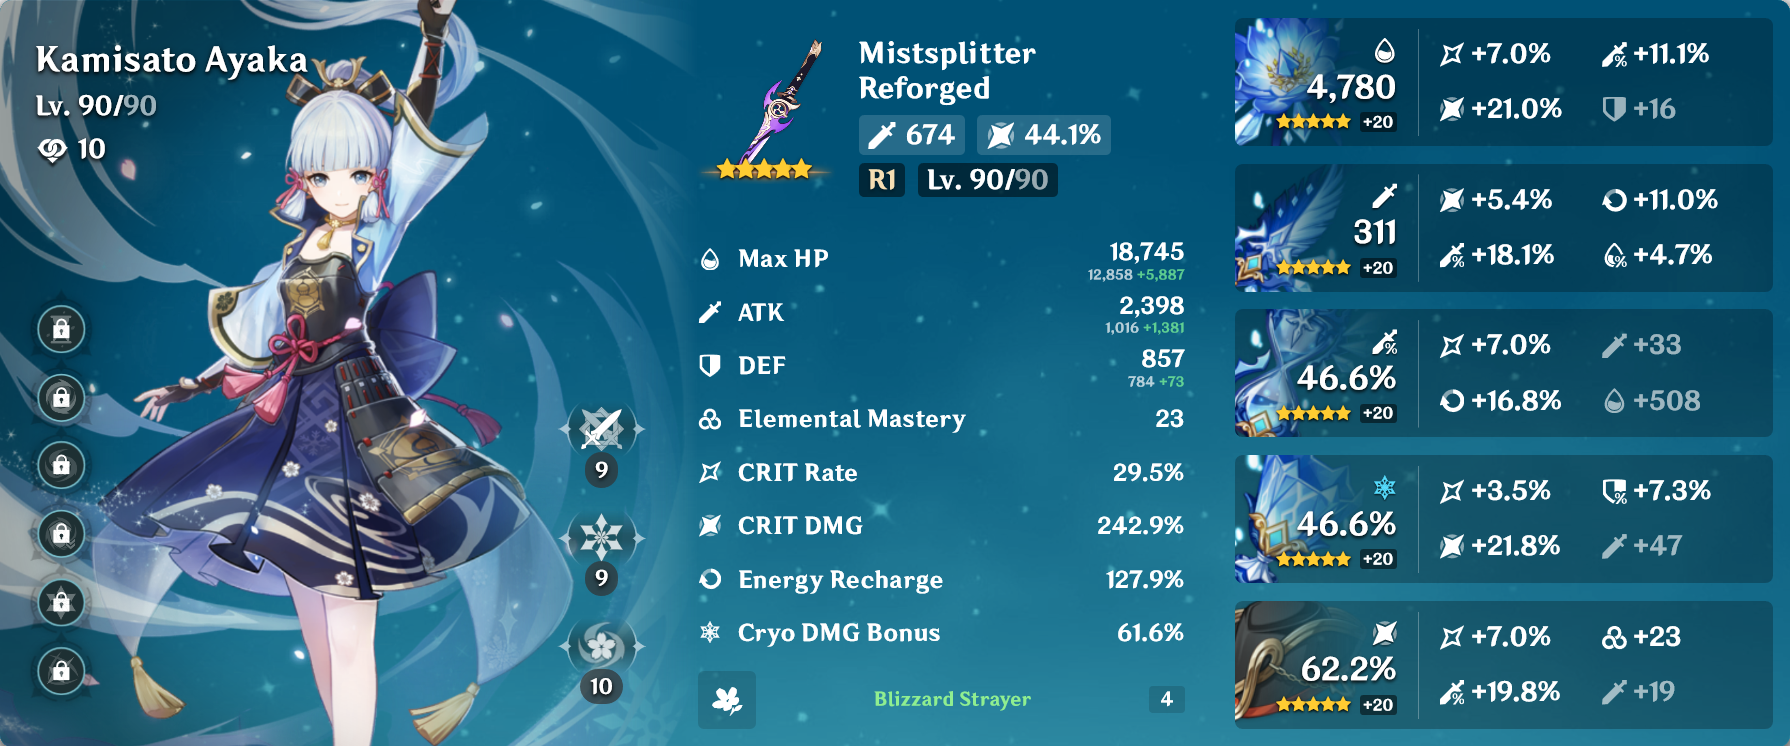 Kamisato Ayaka
Lv. 90/90
10
9
9
10
Mistsplitter
Reforged
674 44.1%
R1 Lv. 90/90
Max HP 18,745
12,858 +5,887
ATK 2,398
1,016 +1,381
DEF 857
784 +73
Elemental Mastery 23
CRIT Rate 29.5%
CRIT DMG 242.9%
Energy Recharge 127.9%
Cryo DMG Bonus 61.6%
Blizzard Strayer 4
4,780
+20
+7.0% +11.1%
+21.0% +16
311
+20
+5.4% +11.0%
+18.1% +4.7%
46.6%
+20
+7.0% +33
+16.8% +508
46.6%
+20
+3.5% +7.3%
+21.8% +47
62.2%
+20
+7.0% +23
+19.8% +19